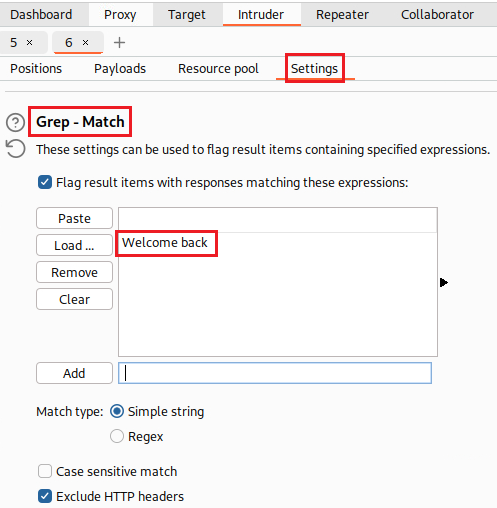 Dashboard Proxy Target Intruder Repeater Collaborator
5 × 6 × +
Positions Payloads Resource pool Settings
? Grep - Match
These settings can be used to flag result items containing specified expressions.
Flag result items with responses matching these expressions:
Paste
Load ... Welcome back
Remove
Clear
Add
Match type: Simple string
Regex
Case sensitive match
Exclude HTTP headers